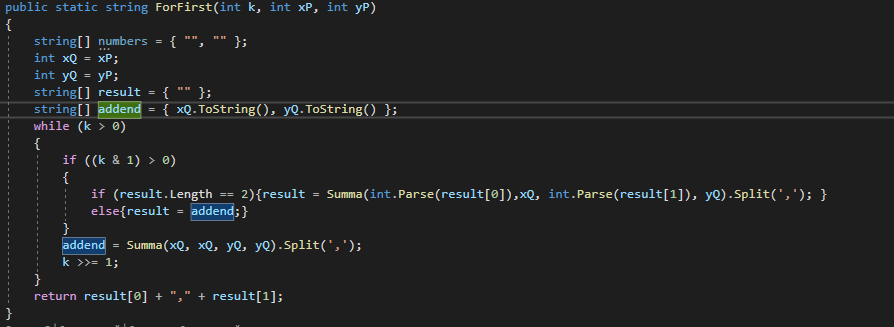 public static string ForFirst(int k, int xP, int yP)
{
string[] numbers = { "", "" };
int xQ = xP;
int yQ = yP;
string[] result = { "" };
string[] addend = { xQ.ToString(), yQ.ToString() };
while (k > 0)
{
if ((k & 1) > 0)
{
if (result.Length == 2){result = Summa(int.Parse(result[0]),xQ, int.Parse(result[1]), yQ).Split(','); }
else{result = addend;}
}
addend = Summa(xQ, xQ, yQ, yQ).Split(',');
k >>= 1;
}
return result[0] + "," + result[1];
}